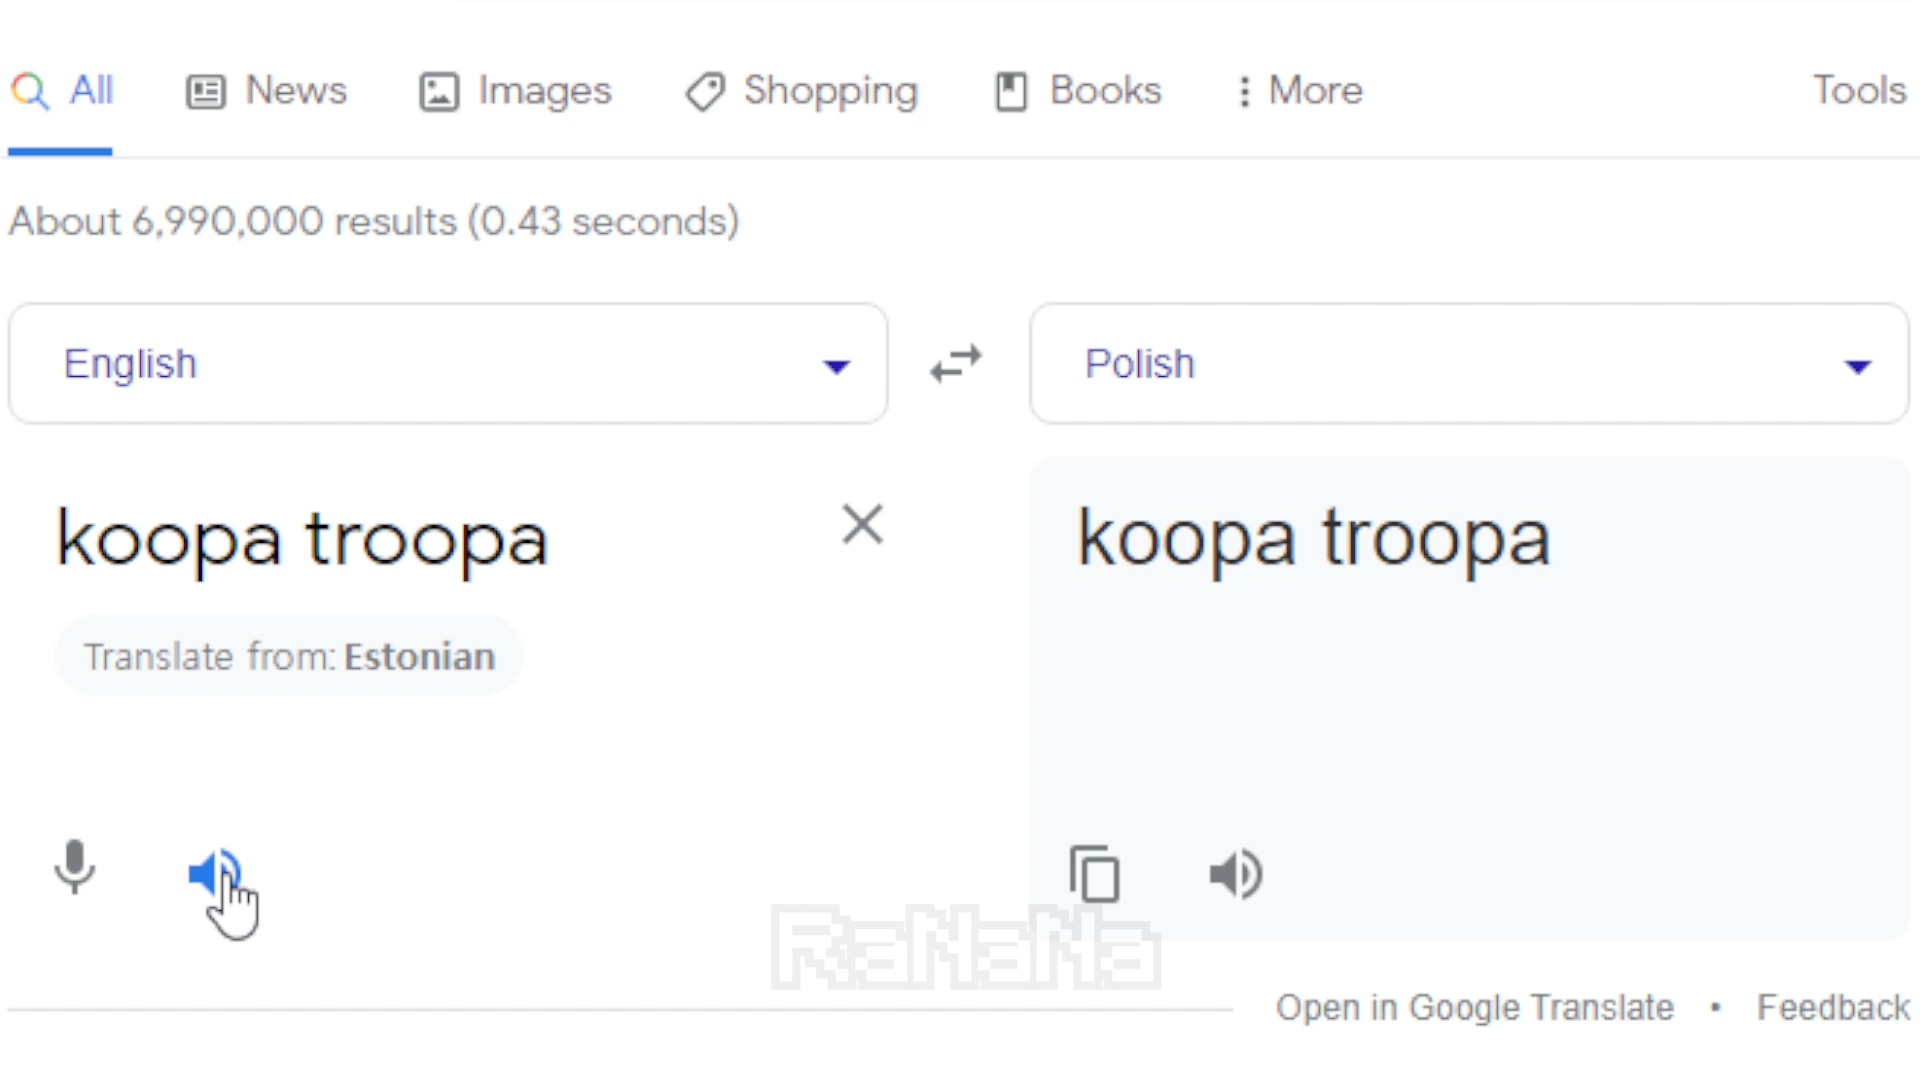 All News Images Shopping Books More Tools
About 6,990,000 results (0.43 seconds)
English Polish
koopa troopa koopa troopa
Translate from: Estonian
RaNaNa
Open in Google Translate • Feedback